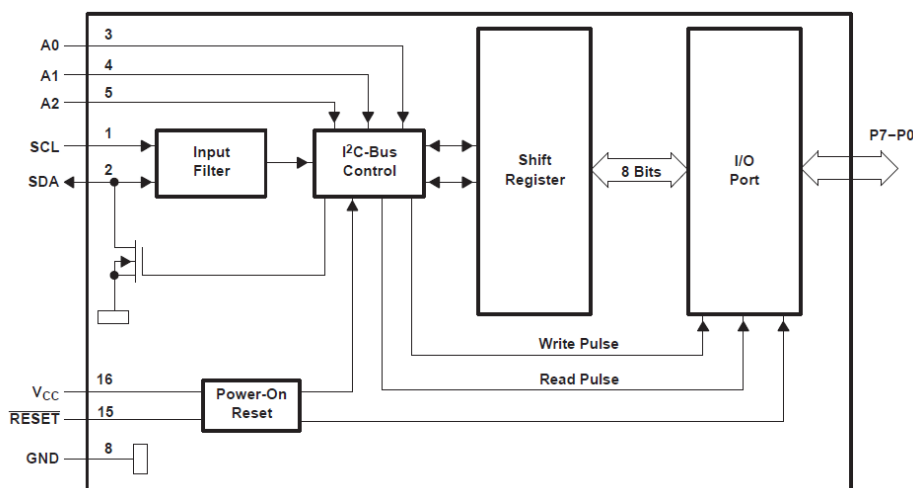 A0
3
A1
4
A2
5
SCL
1
SDA
2
Input
Filter
I²C-Bus
Control
Shift
Register
8 Bits
I/O
Port
P7–P0
Write Pulse
Read Pulse
VCC
16
RESET
15
Power-On
Reset
GND
8